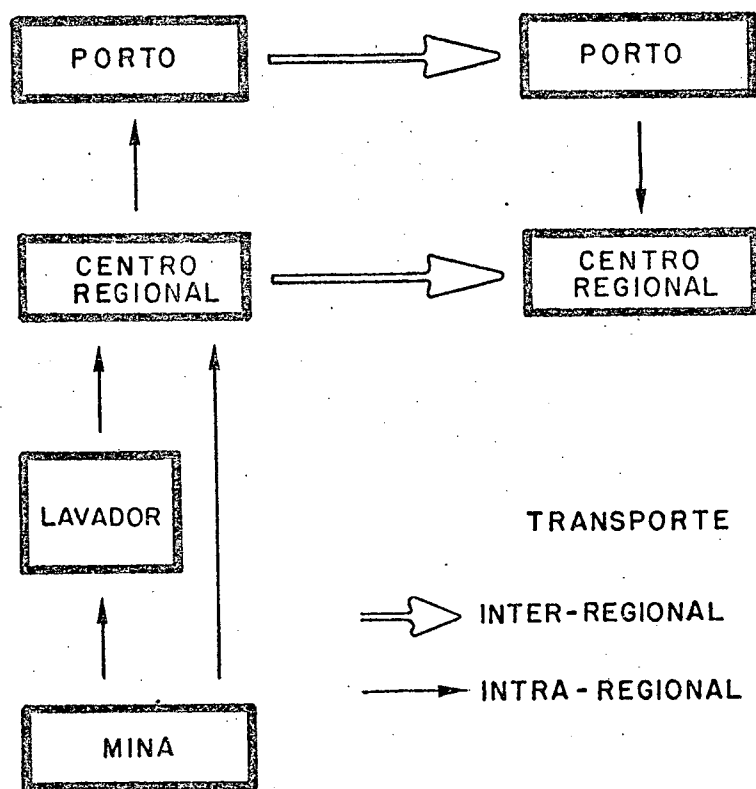 PORTO
PORTO
CENTRO
REGIONAL
CENTRO
REGIONAL
LAVADOR
TRANSPORTE
INTER-REGIONAL
INTRA-REGIONAL
MINA